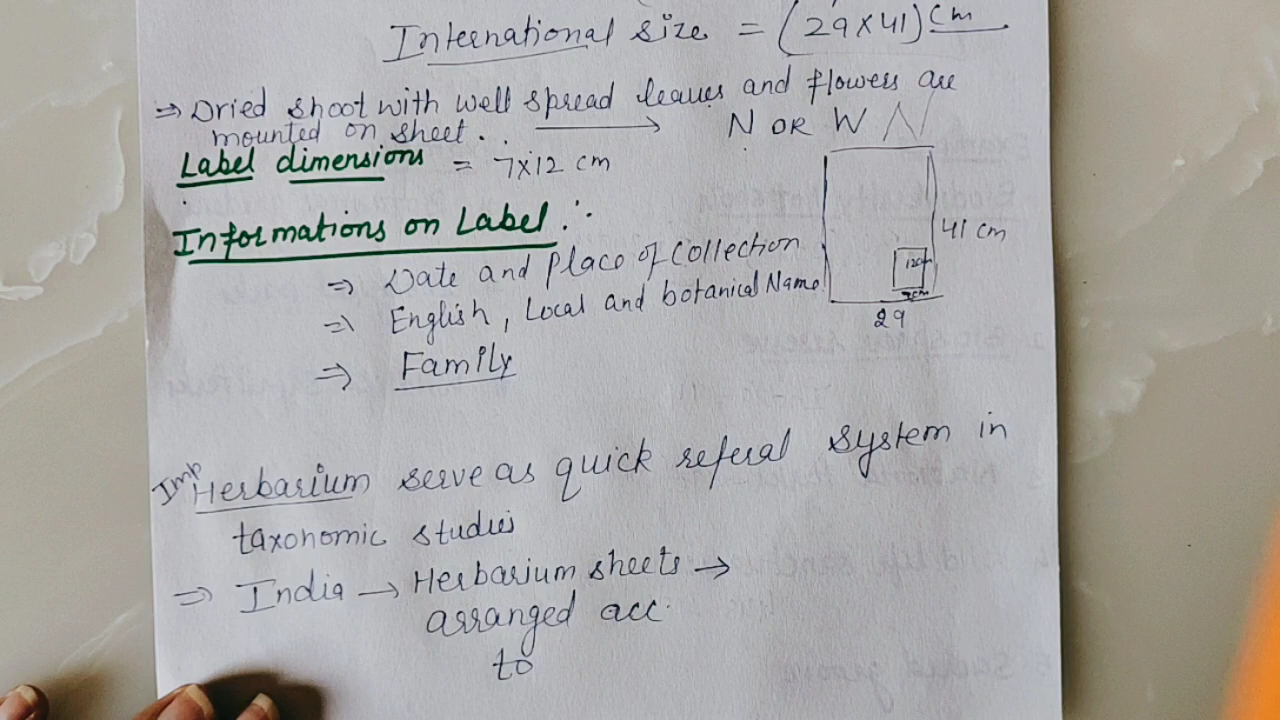 International size = (29x41) cm
⇒ Dried shoot with well spread leaves and flowers are
mounted on sheet. ⟶ N OR W
Label dimensions = 7x12 cm
Informations on Label :
⇒ Date and Place of Collection
⇒ English, Local and botanical Name
⇒ Family
41 cm
12cm
7cm
29
Imp Herbarium serve as quick referal system in
taxonomic studies
⇒ India → Herbarium sheets →
arranged acc.
to